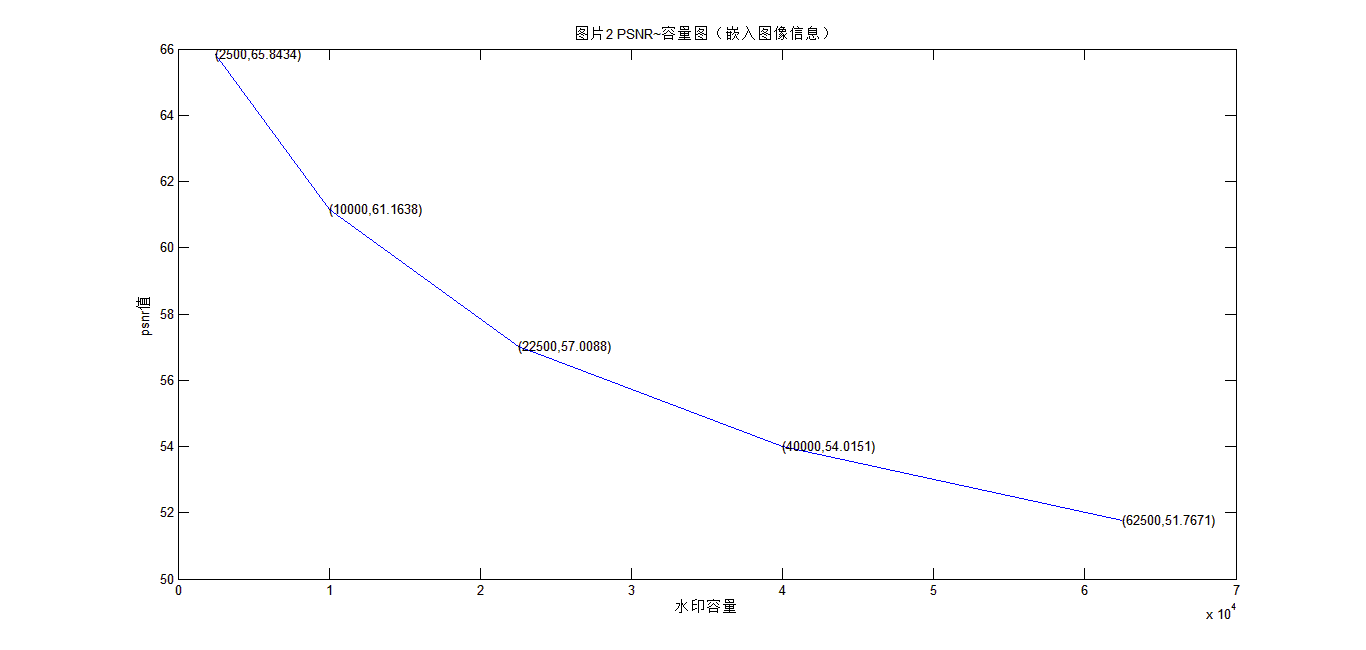 图片2 PSNR~容量图（嵌入图像信息）
66
(2500,65.8434)
64
62
(10000,61.1638)
60
psnr值
58
(22500,57.0088)
56
54
(40000,54.0151)
52
(62500,51.7671)
50
0 1 2 3 4 5 6 7
水印容量
x 10^4